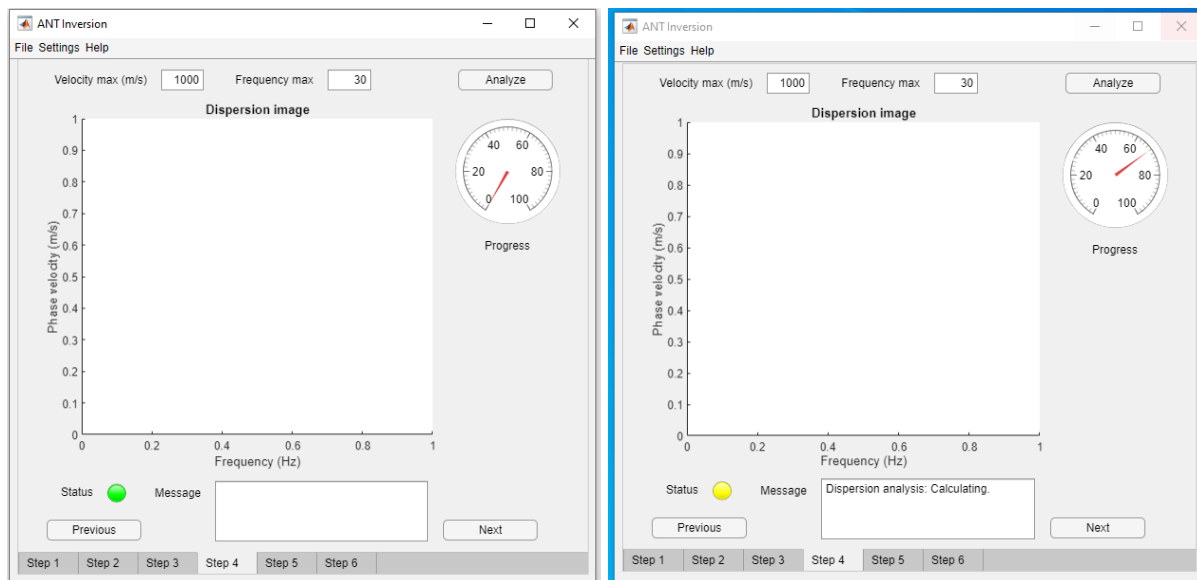 ANT Inversion
File Settings Help
Velocity max (m/s) 1000 Frequency max 30 Analyze
Dispersion image
1
0.9
0.8
0.7
0.6
0.5
0.4
0.3
0.2
0.1
0
Phase velocity (m/s)
0 0.2 0.4 0.6 0.8 1
Frequency (Hz)
0 20 40 60 80 100
Progress
Status Message
Previous Next
Step 1 Step 2 Step 3 Step 4 Step 5 Step 6
ANT Inversion
File Settings Help
Velocity max (m/s) 1000 Frequency max 30 Analyze
Dispersion image
1
0.9
0.8
0.7
0.6
0.5
0.4
0.3
0.2
0.1
0
Phase velocity (m/s)
0 0.2 0.4 0.6 0.8 1
Frequency (Hz)
0 20 40 60 80 100
Progress
Status Message Dispersion analysis: Calculating.
Previous Next
Step 1 Step 2 Step 3 Step 4 Step 5 Step 6